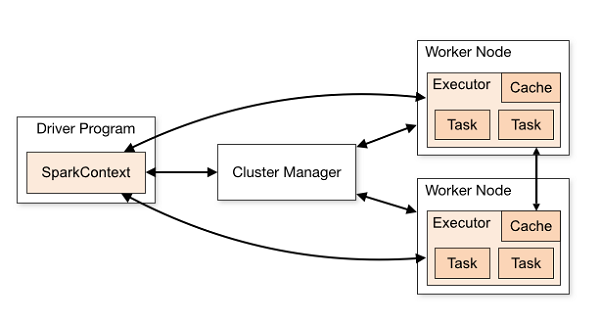 Driver Program
SparkContext
Cluster Manager
Worker Node
Executor
Cache
Task
Task
Worker Node
Executor
Cache
Task
Task